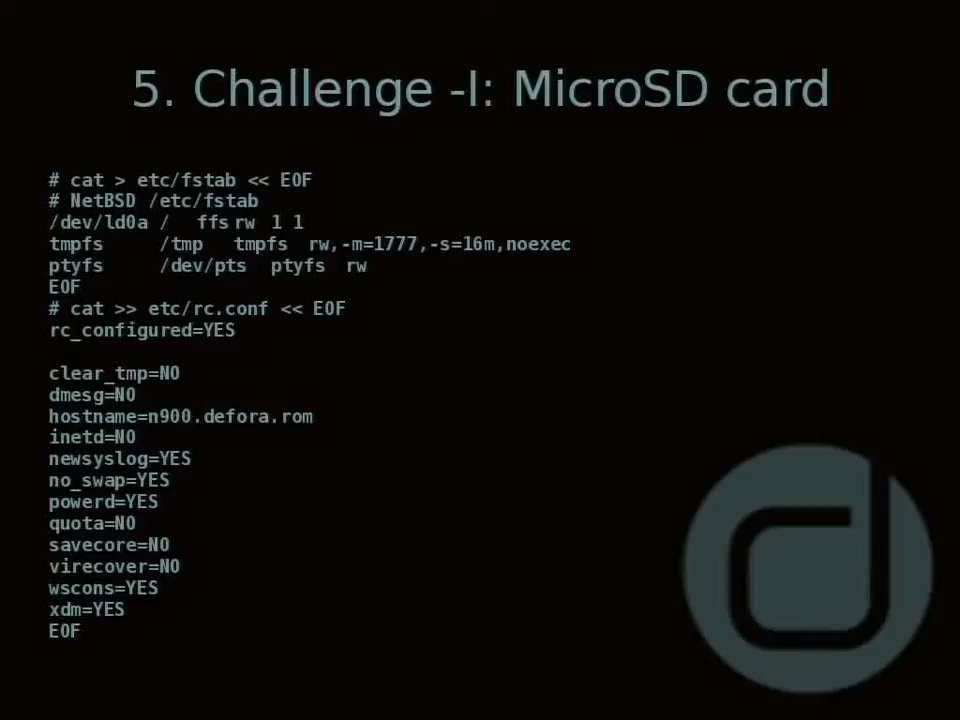 5. Challenge -I: MicroSD card
# cat > etc/fstab << EOF
# NetBSD /etc/fstab
/dev/ld0a / ffs rw 1 1
tmpfs /tmp tmpfs rw,-m=1777,-s=16m,noexec
ptyfs /dev/pts ptyfs rw
EOF
# cat >> etc/rc.conf << EOF
rc_configured=YES
clear_tmp=NO
dmesg=NO
hostname=n900.defora.rom
inetd=NO
newsyslog=YES
no_swap=YES
powerd=YES
quota=NO
savecore=NO
virecover=NO
wscons=YES
xdm=YES
EOF